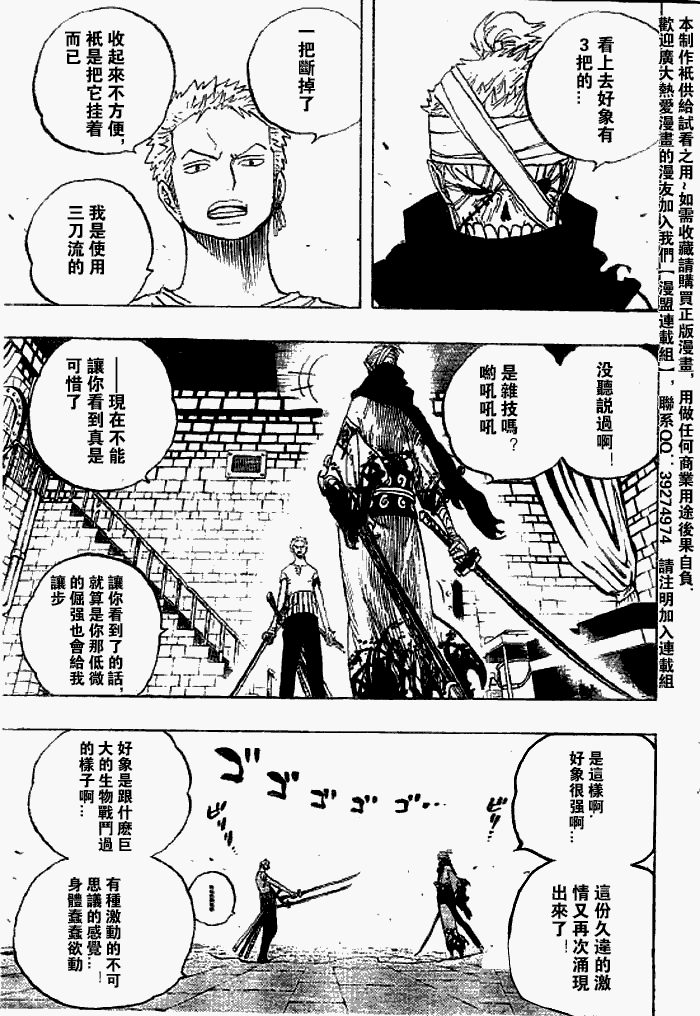 看上去好象有
3把的…
一把斷掉了
收起來不方便,
衹是把它挂着
而已
我是使用
三刀流的
没聽説過啊!
是雜技嗎?
喲吼吼吼
——現在不能
讓你看到真是
可惜了
讓你看到了的話,
就算是你那低微
的倔强也會給我
讓步
是這樣啊.
好象很强啊…
這份久違的激
情又再次涌現
出來了!
ビリ
ゴゴゴゴゴ…
ビリ
……
好象是跟什麽巨
大的生物戰鬥過
的樣子啊…
有種激動的不可
思議的感覺…!
身體蠢蠢欲動
本制作衹供給試看之用~如需收藏請購買正版漫畫,用做任何商業用途後果自負.
歡迎廣大熱愛漫畫的漫友加入我們【漫盟連載組】,聯系QQ:39274974 請注明加入連載組